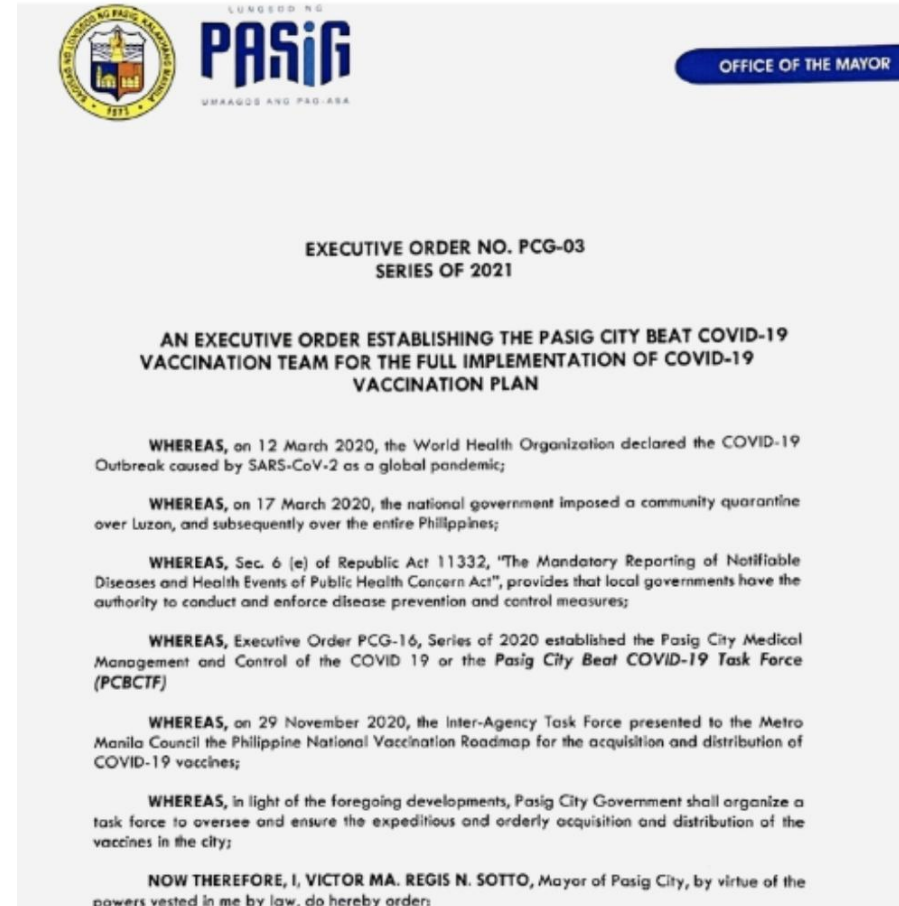 LUNGSOD NG
PASiG
UMAAGOS ANG PAG-ASA
OFFICE OF THE MAYOR
EXECUTIVE ORDER NO. PCG-03
SERIES OF 2021
AN EXECUTIVE ORDER ESTABLISHING THE PASIG CITY BEAT COVID-19
VACCINATION TEAM FOR THE FULL IMPLEMENTATION OF COVID-19
VACCINATION PLAN
WHEREAS, on 12 March 2020, the World Health Organization declared the COVID-19
Outbreak caused by SARS-CoV-2 as a global pandemic;
WHEREAS, on 17 March 2020, the national government imposed a community quarantine
over Luzon, and subsequently over the entire Philippines;
WHEREAS, Sec. 6 (e) of Republic Act 11332, "The Mandatory Reporting of Notifiable
Diseases and Health Events of Public Health Concern Act", provides that local governments have the
authority to conduct and enforce disease prevention and control measures;
WHEREAS, Executive Order PCG-16, Series of 2020 established the Pasig City Medical
Management and Control of the COVID 19 or the Pasig City Beat COVID-19 Task Force
(PCBCTF)
WHEREAS, on 29 November 2020, the Inter-Agency Task Force presented to the Metro
Manila Council the Philippine National Vaccination Roadmap for the acquisition and distribution of
COVID-19 vaccines;
WHEREAS, in light of the foregoing developments, Pasig City Government shall organize a
task force to oversee and ensure the expeditious and orderly acquisition and distribution of the
vaccines in the city;
NOW THEREFORE, I, VICTOR MA. REGIS N. SOTTO, Mayor of Pasig City, by virtue of the
powers vested in me by law, do hereby order: